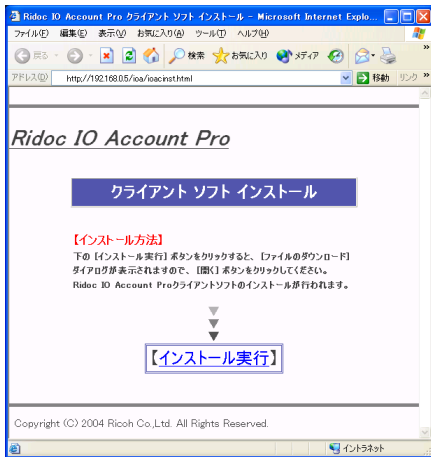 Ridoc IO Account Pro クライアント ソフト インストール - Microsoft Internet Explo...
ファイル(F) 編集(E) 表示(V) お気に入り(A) ツール(T) ヘルプ(H)
戻る 検索 お気に入り メディア
アドレス(D) http://192.168.0.5/ioa/ioacinst.html 移動 リンク
Ridoc IO Account Pro
クライアント ソフト インストール
【インストール方法】
下の [インストール実行] ボタンをクリックすると、 [ファイルのダウンロード]
ダイアログが表示されますので、 [開く] ボタンをクリックしてください。
Ridoc IO Account Proクライアントソフトのインストールが行われます。
【インストール実行】
Copyright (C) 2004 Ricoh Co.,Ltd. All Rights Reserved.
イントラネット